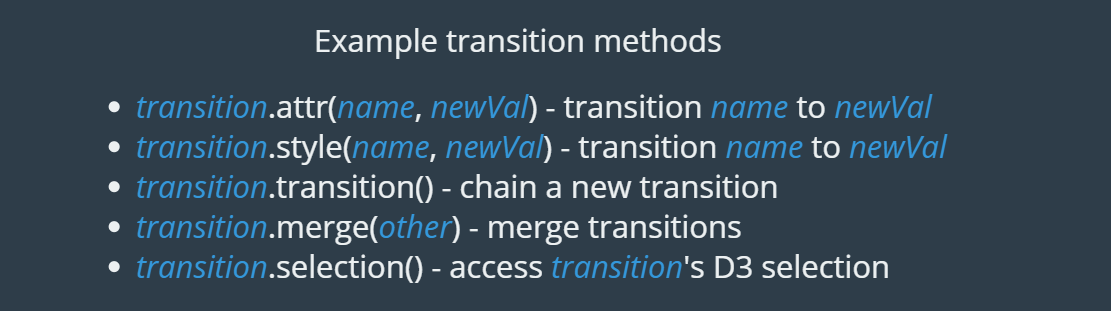 Example transition methods
• transition.attr(name, newVal) - transition name to newVal
• transition.style(name, newVal) - transition name to newVal
• transition.transition() - chain a new transition
• transition.merge(other) - merge transitions
• transition.selection() - access transition's D3 selection